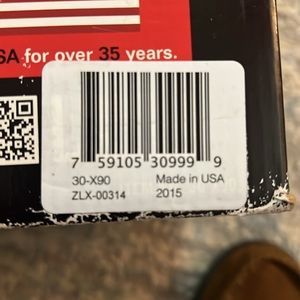 SA for over 35 years.
7 59105 30999 9
30-X90 Made in USA
ZLX-00314 2015